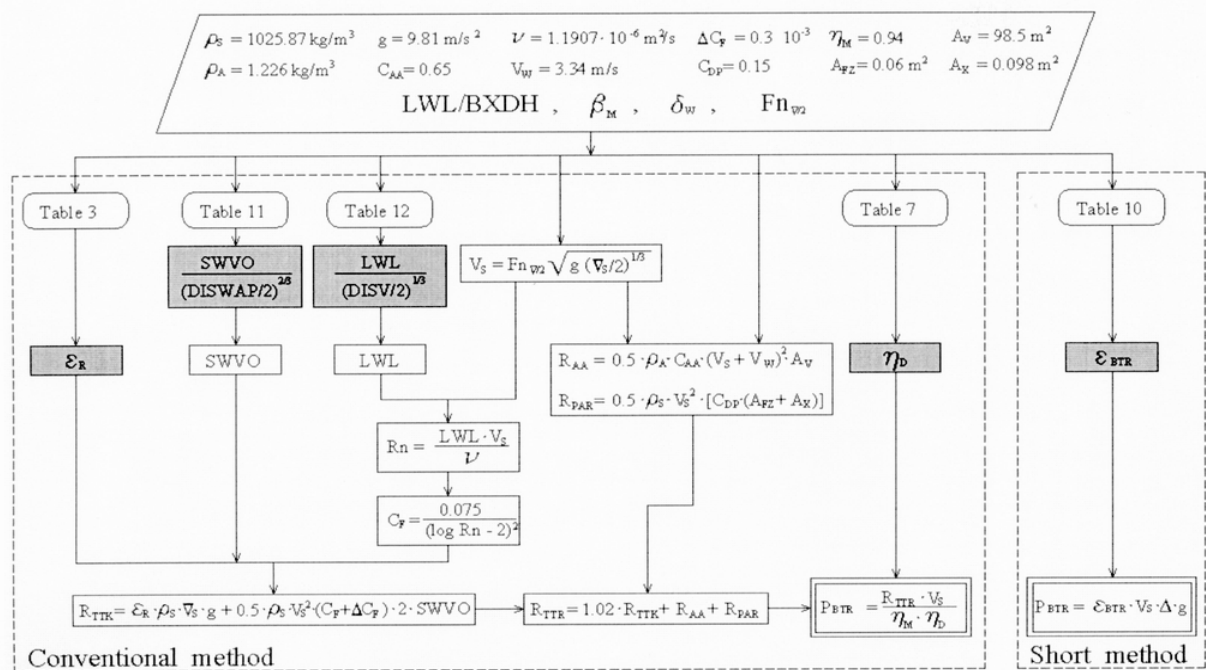 ρS = 1025.87 kg/m³ g = 9.81 m/s² ν = 1.1907·10⁻⁶ m²/s ΔCF = 0.3 10⁻³ ηM = 0.94 AV = 98.5 m²
ρA = 1.226 kg/m³ CAA = 0.65 VW = 3.34 m/s CDP = 0.15 AFZ = 0.06 m² AX = 0.098 m²
LWL/BXDH , βM , δW , Fn∇/2
Table 3 Table 11 Table 12 Table 7 Table 10
SWVO
(DISWAP/2)^2/3
LWL
(DISV/2)^1/3
VS = Fn∇/2 √g (∇S/2)^1/3
εR
SWVO
LWL
RAA = 0.5 · ρA · CAA · (VS + VW)² · AV
RPAR = 0.5 · ρS · VS² · [CDP·(AFZ + AX)]
ηD
εBTR
Rn = LWL · VS
ν
CF = 0.075
(log Rn - 2)²
RTTK = εR · ρS · ∇S · g + 0.5 · ρS · VS² · (CF + ΔCF) · 2 · SWVO
RTTR = 1.02 · RTTK + RAA + RPAR
PBTR = RTTR · VS
ηM · ηD
PBTR = εBTR · VS · Δ · g
Conventional method
Short method